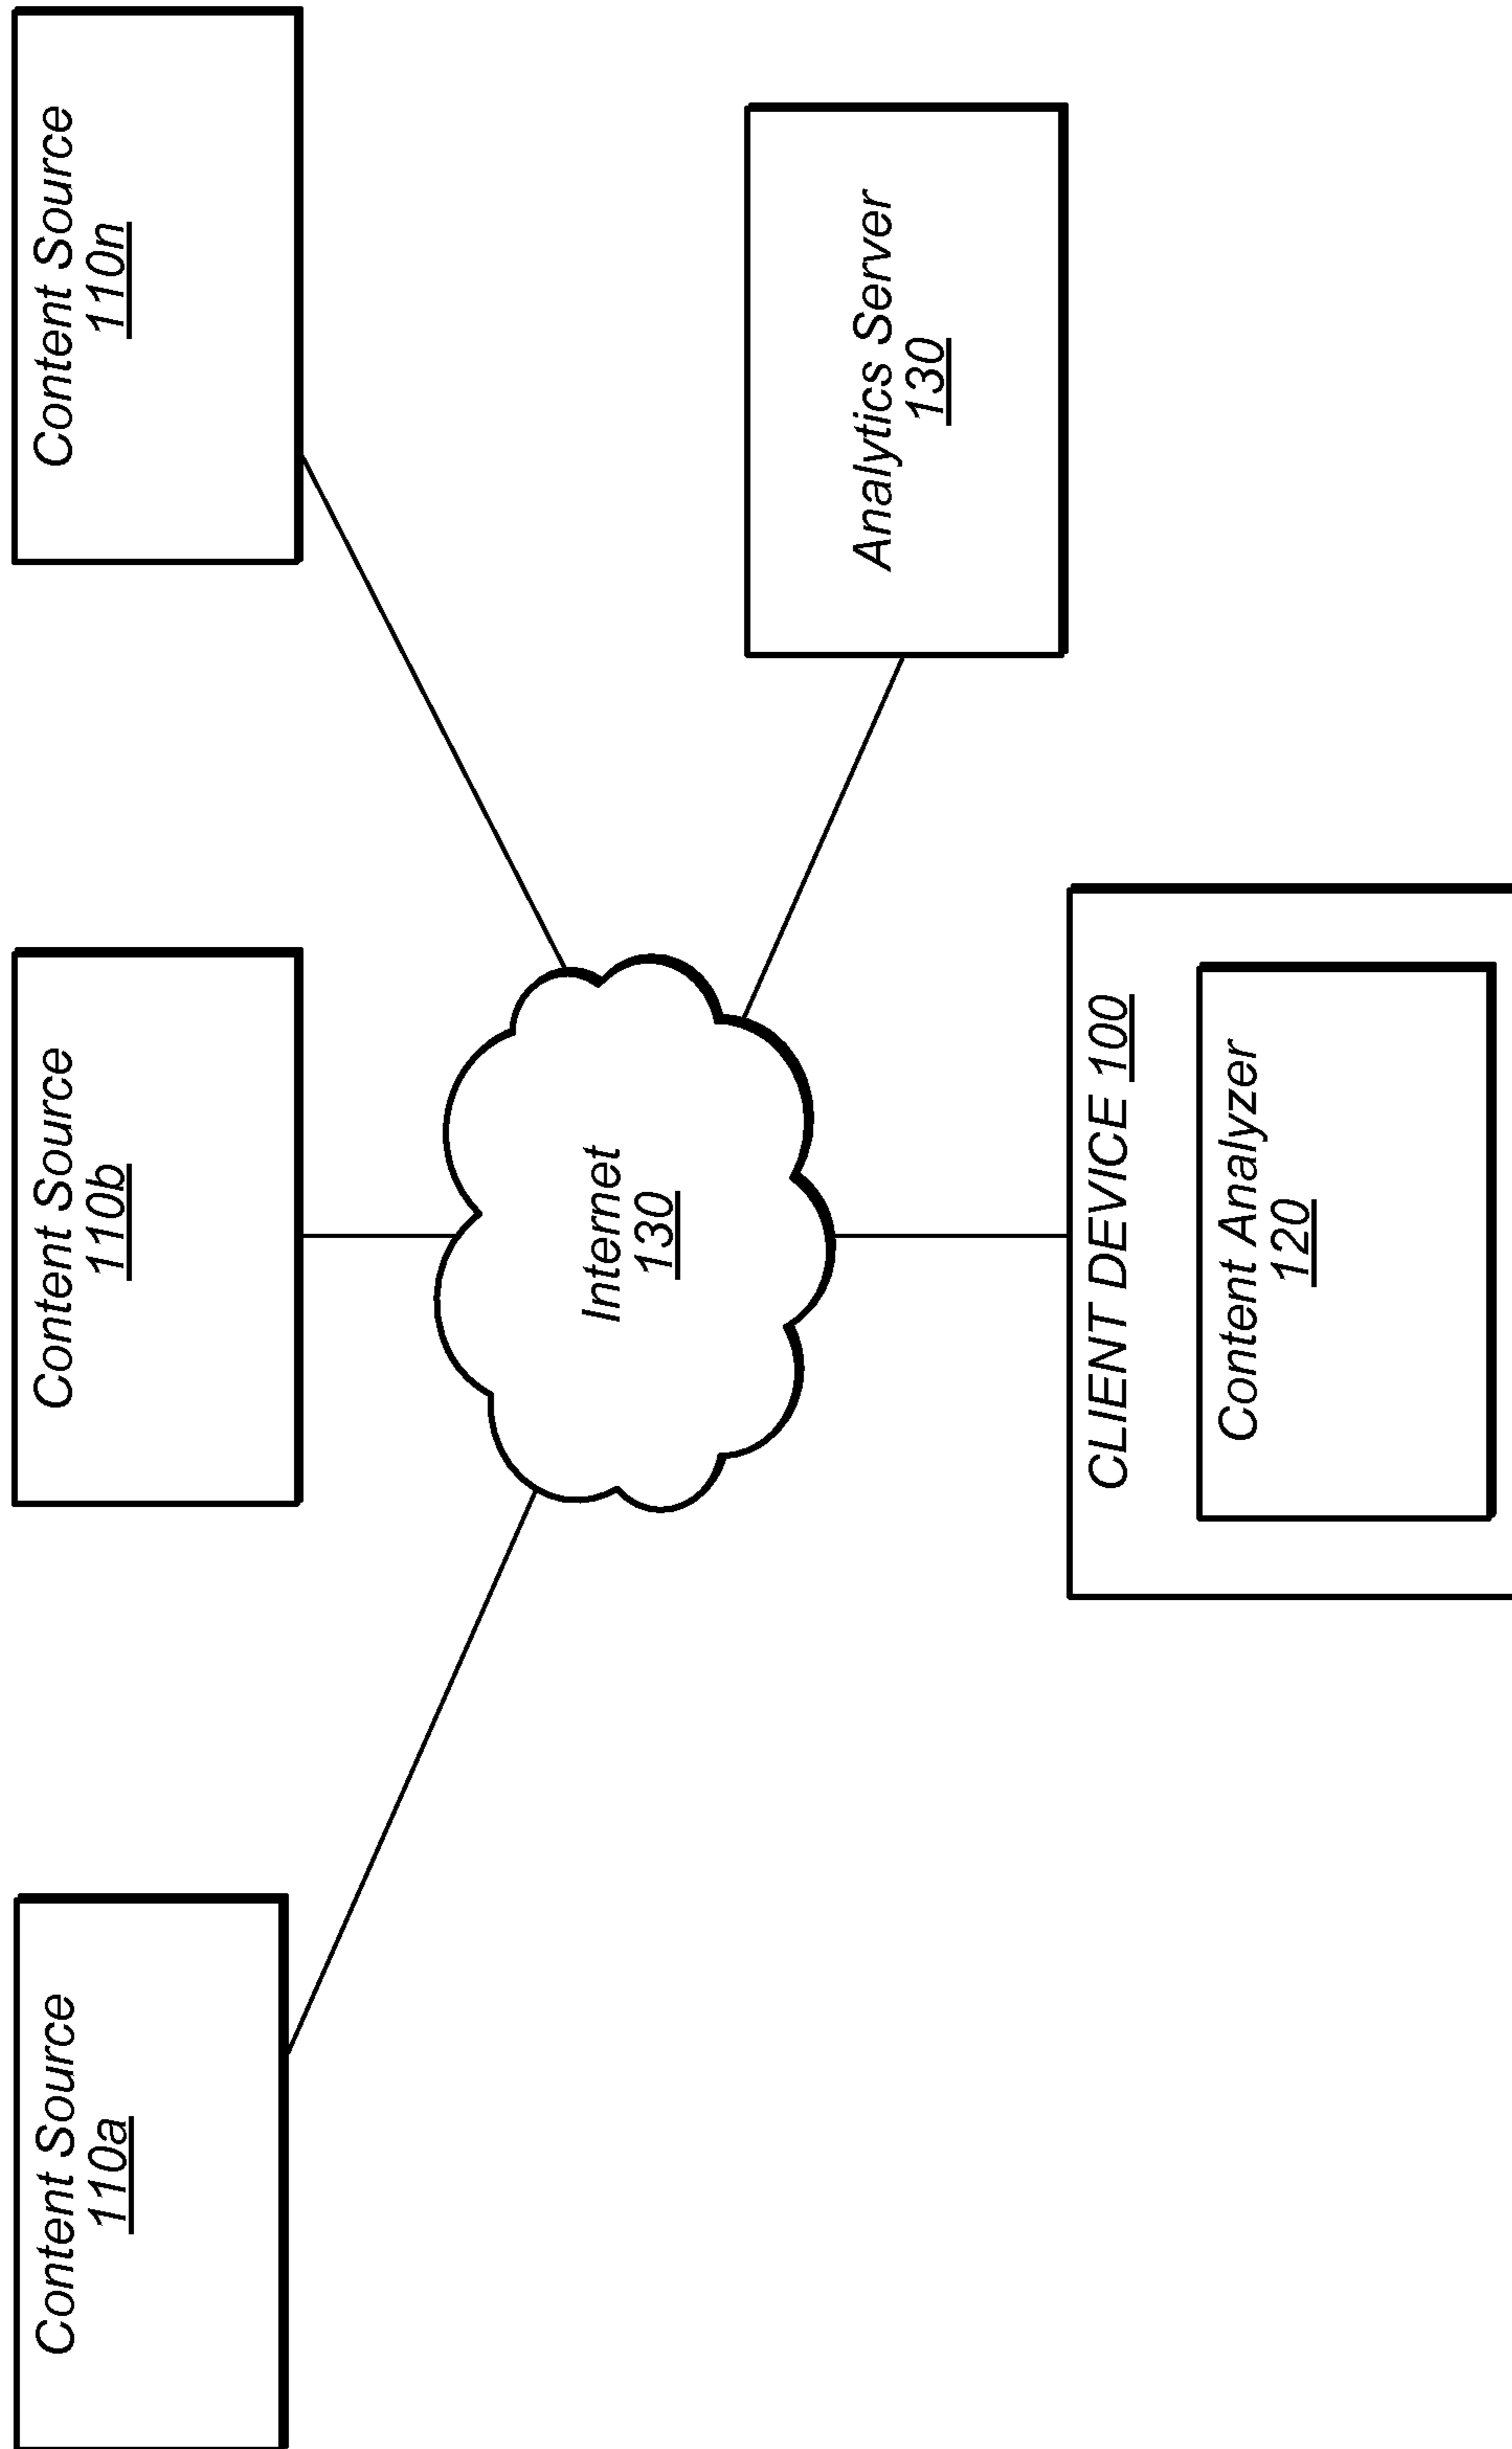 Content Source
110a
Content Source
110b
Content Source
110n
Internet
130
Analytics Server
130
CLIENT DEVICE 100
Content Analyzer
120